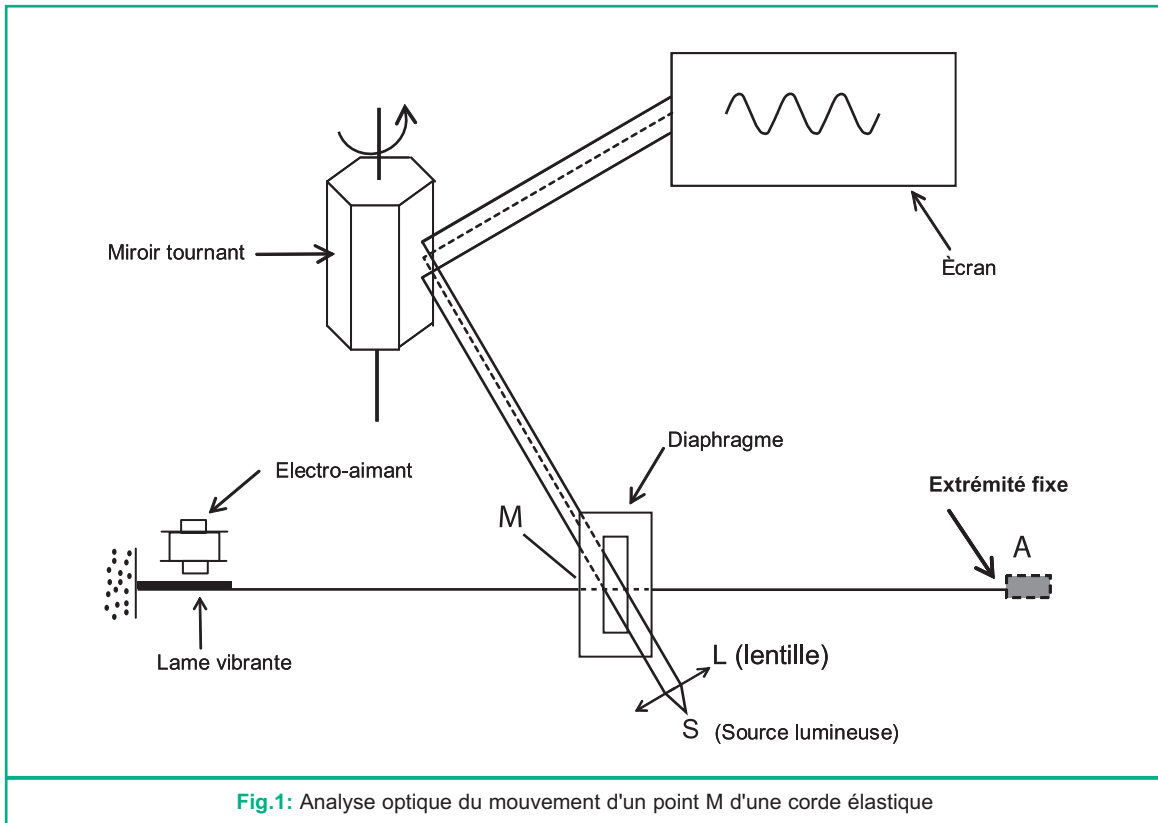 Miroir tournant
Ècran
Diaphragme
Electro-aimant
Extrémité fixe
M
A
Lame vibrante
L (lentille)
S (Source lumineuse)
Fig.1: Analyse optique du mouvement d'un point M d'une corde élastique